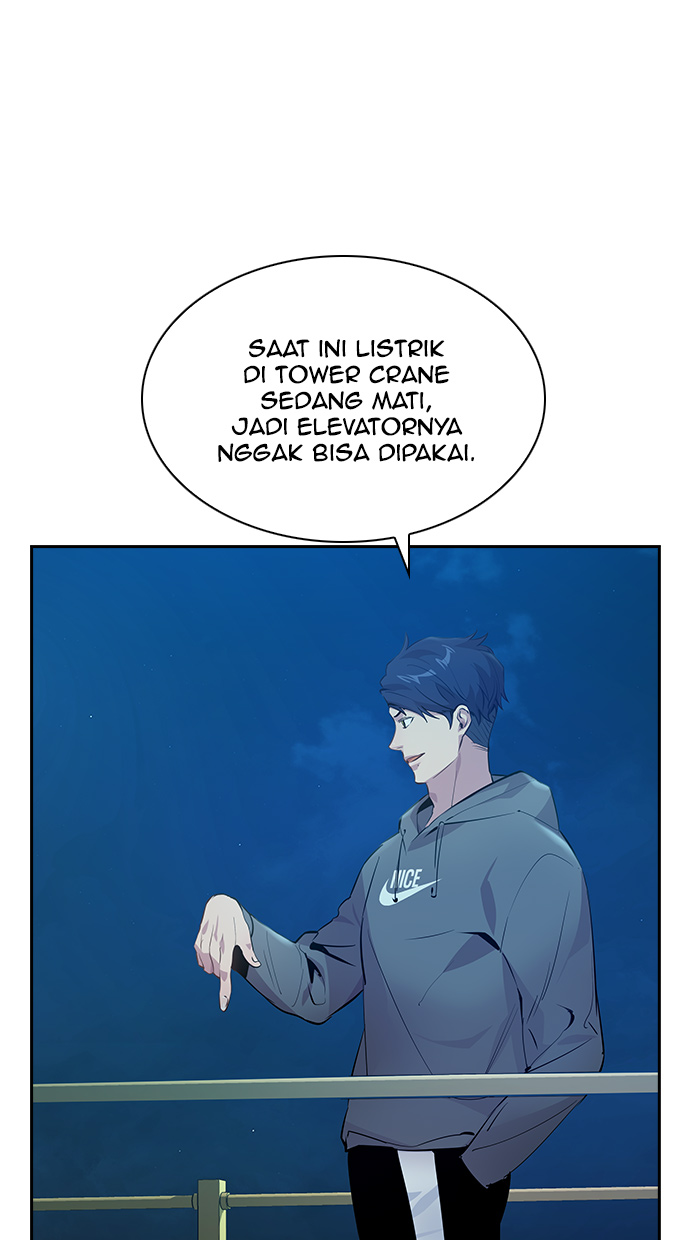 SAAT INI LISTRIK
DI TOWER CRANE
SEDANG MATI,
JADI ELEVATORNYA
NGGAK BISA DIPAKAI.
NICE